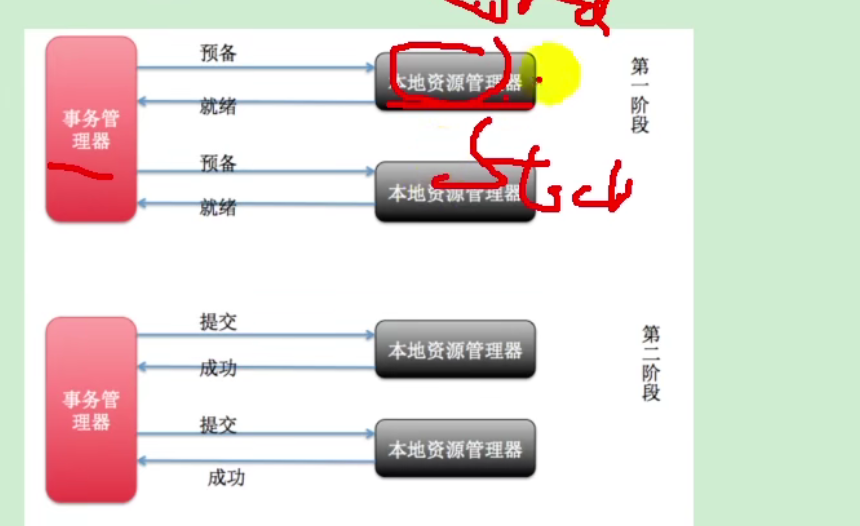 预备
第一阶段
本地资源管理器
就绪
事务管
理器
预备
本地资源管理器
就绪
提交
第二阶段
本地资源管理器
成功
事务管
理器
提交
本地资源管理器
成功